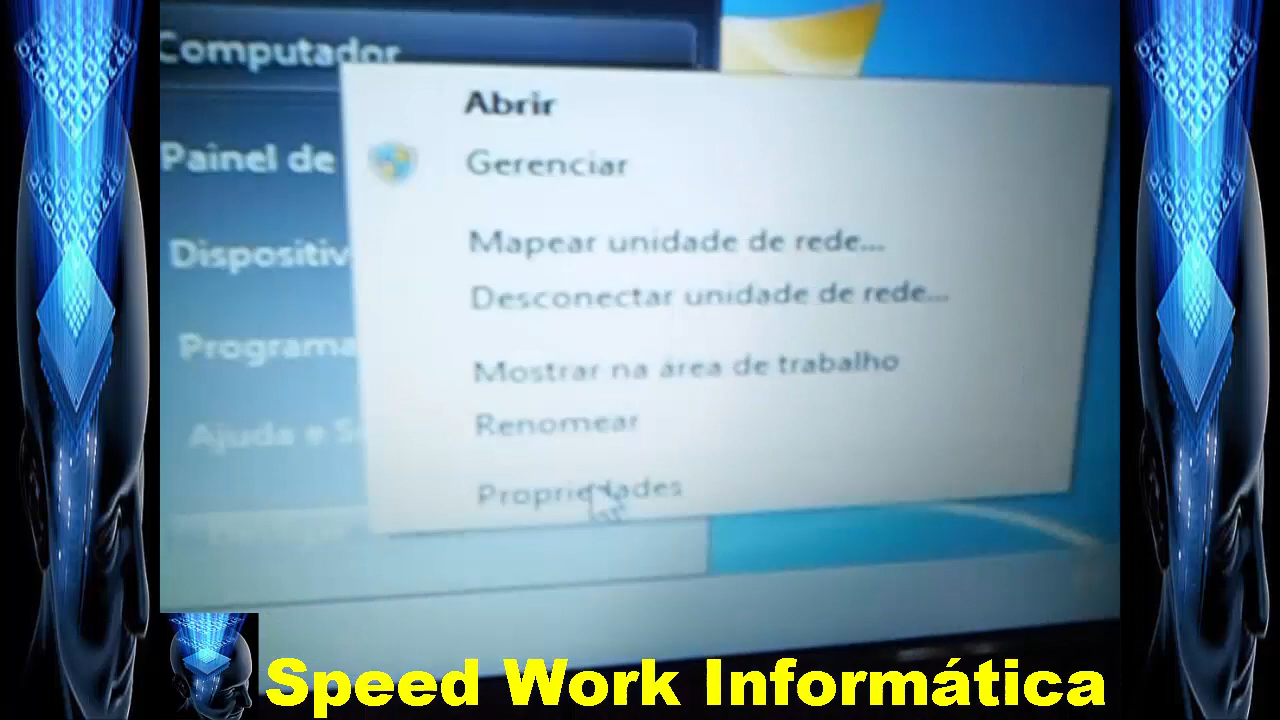 Computador
Painel de
Dispositiv
Programa
Ajuda e S
Abrir
Gerenciar
Mapear unidade de rede...
Desconectar unidade de rede...
Mostrar na área de trabalho
Renomear
Propriedades
Speed Work Informática